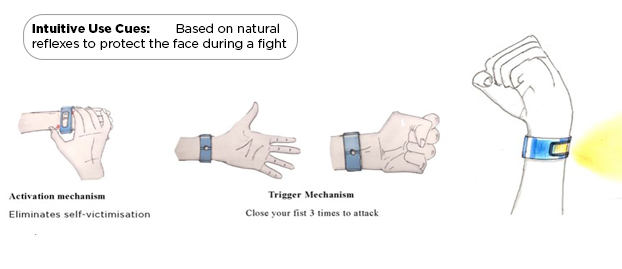 Intuitive Use Cues: Based on natural
reflexes to protect the face during a fight
Activation mechanism
Eliminates self-victimisation
Trigger Mechanism
Close your fist 3 times to attack